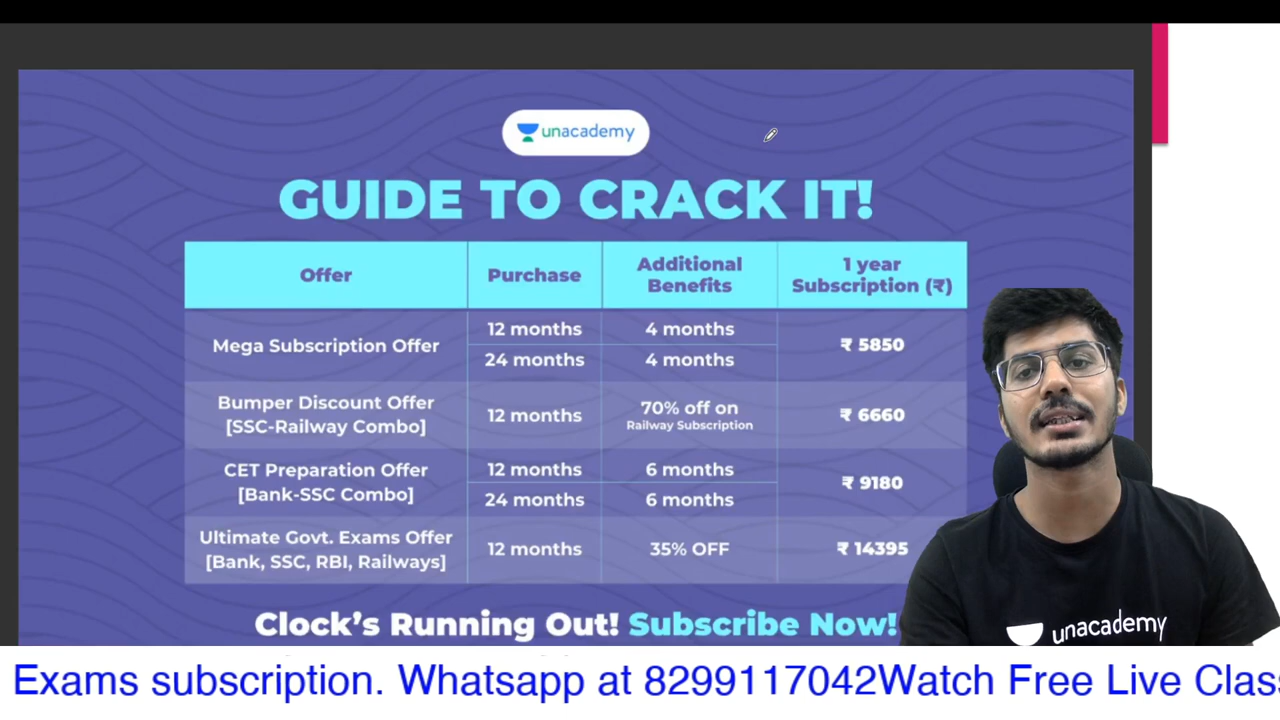 unacademy
GUIDE TO CRACK IT!
Offer
Purchase
Additional
Benefits
1 year
Subscription (₹)
Mega Subscription Offer
12 months
4 months
24 months
4 months
₹ 5850
Bumper Discount Offer
[SSC-Railway Combo]
12 months
70% off on
Railway Subscription
₹ 6660
CET Preparation Offer
[Bank-SSC Combo]
12 months
6 months
24 months
6 months
₹ 9180
Ultimate Govt. Exams Offer
[Bank, SSC, RBI, Railways]
12 months
35% OFF
₹ 14395
Clock's Running Out! Subscribe Now!
unacademy
Exams subscription. Whatsapp at 8299117042Watch Free Live Clas